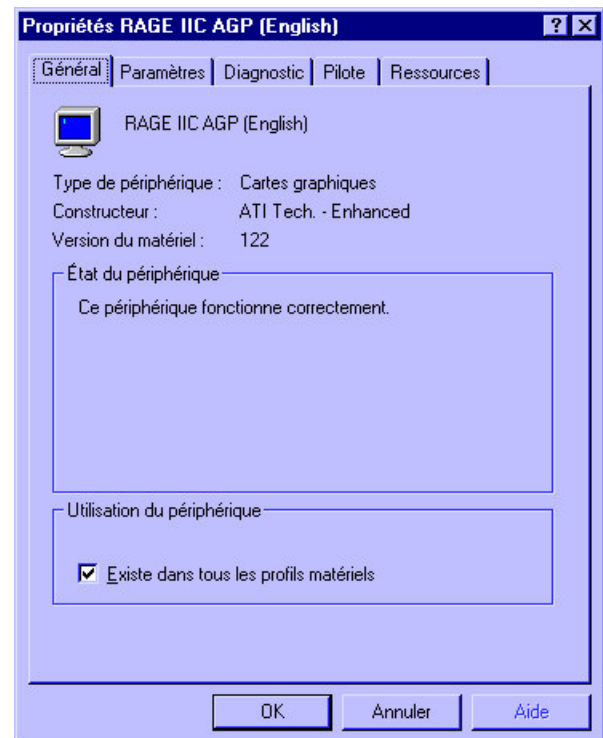 Propriétés RAGE IIC AGP (English)
Général Paramètres Diagnostic Pilote Ressources
RAGE IIC AGP (English)
Type de périphérique : Cartes graphiques
Constructeur : ATI Tech. - Enhanced
Version du matériel : 122
État du périphérique
Ce périphérique fonctionne correctement.
Utilisation du périphérique
Existe dans tous les profils matériels
OK Annuler Aide